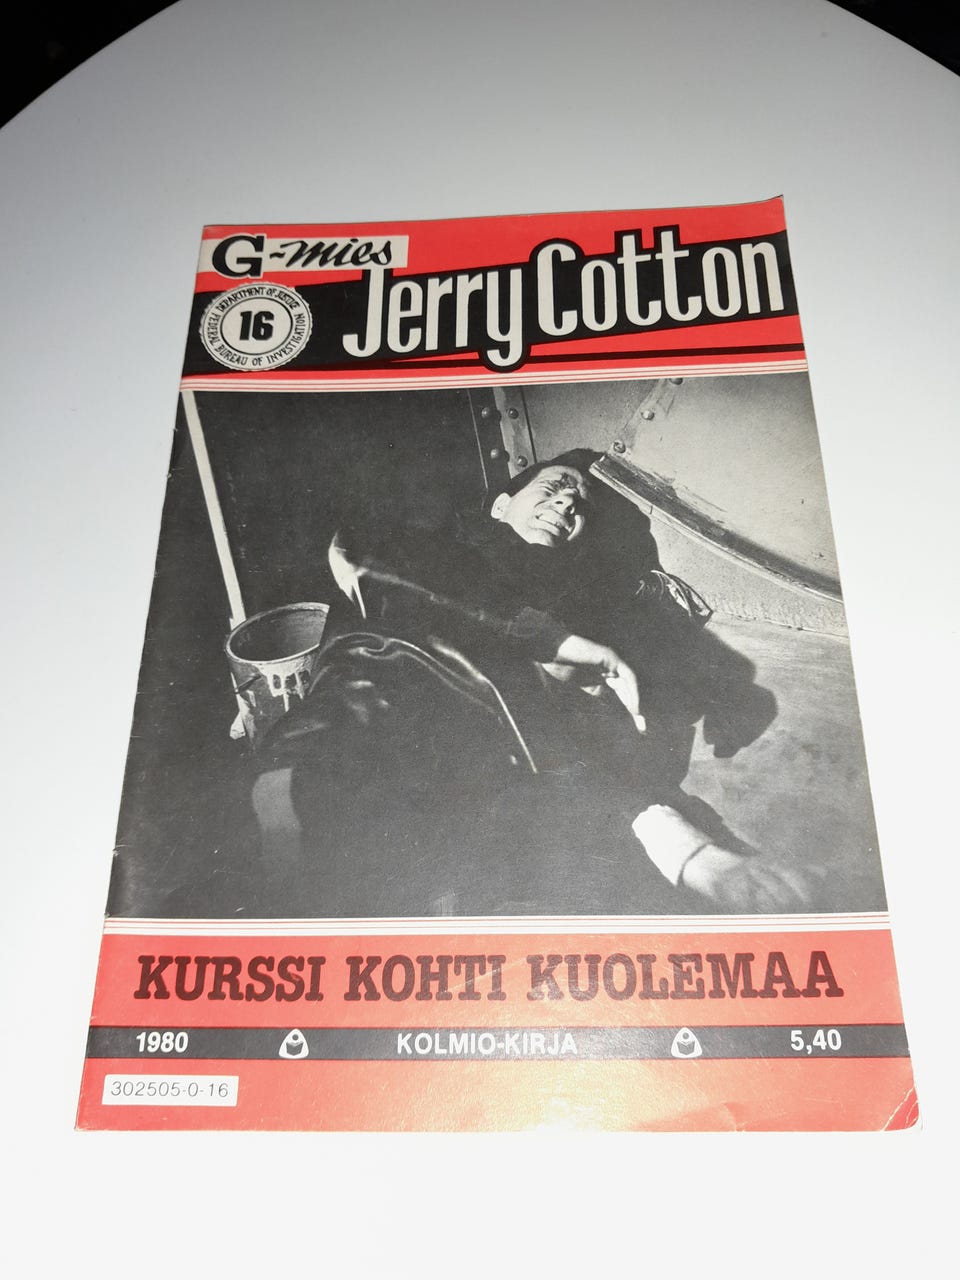 G-mies
Jerry Cotton
DEPARTMENT OF JUSTICE
16
FEDERAL BUREAU OF INVESTIGATION
KURSSI KOHTI KUOLEMAA
1980 KOLMIO-KIRJA 5,40
302505-0-16